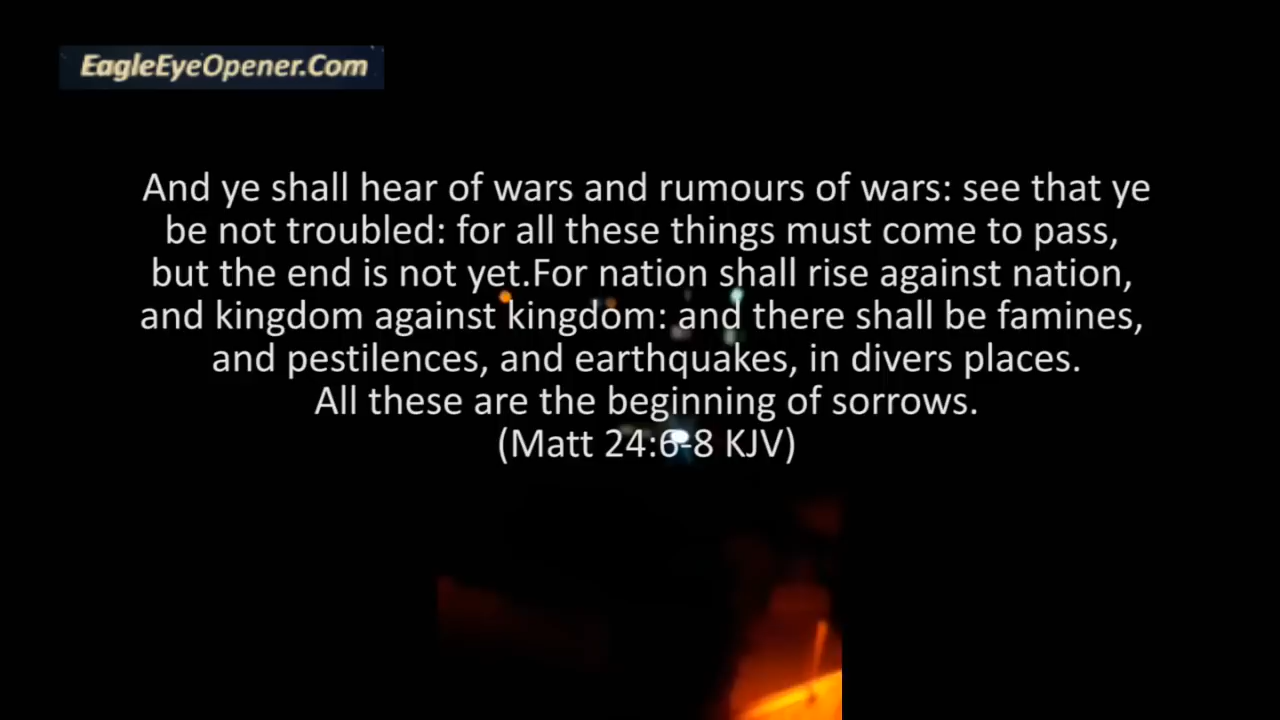 EagleEyeOpener.Com
And ye shall hear of wars and rumours of wars: see that ye
be not troubled: for all these things must come to pass,
but the end is not yet.For nation shall rise against nation,
and kingdom against kingdom: and there shall be famines,
and pestilences, and earthquakes, in divers places.
All these are the beginning of sorrows.
(Matt 24:6-8 KJV)